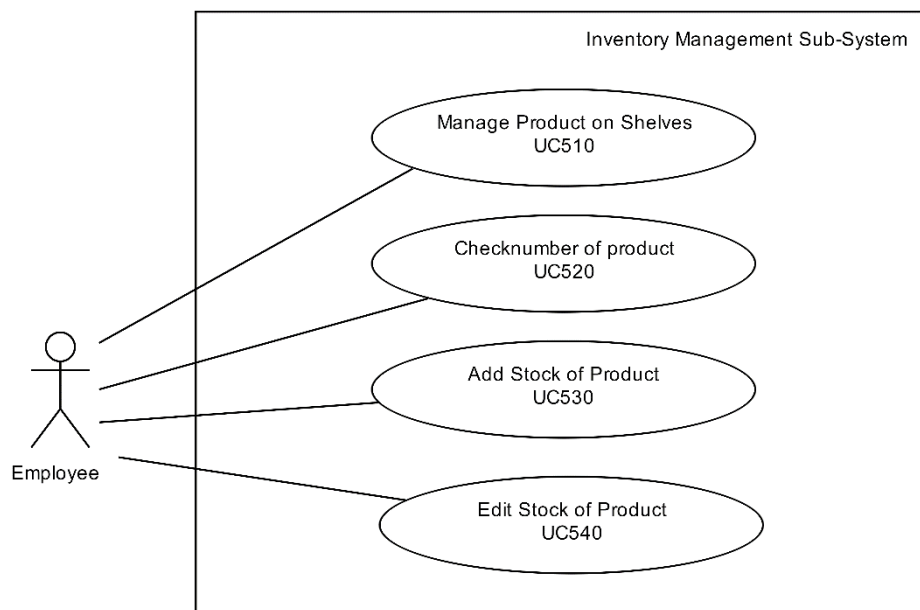 Inventory Management Sub-System
Manage Product on Shelves
UC510
Checknumber of product
UC520
Add Stock of Product
UC530
Edit Stock of Product
UC540
Employee